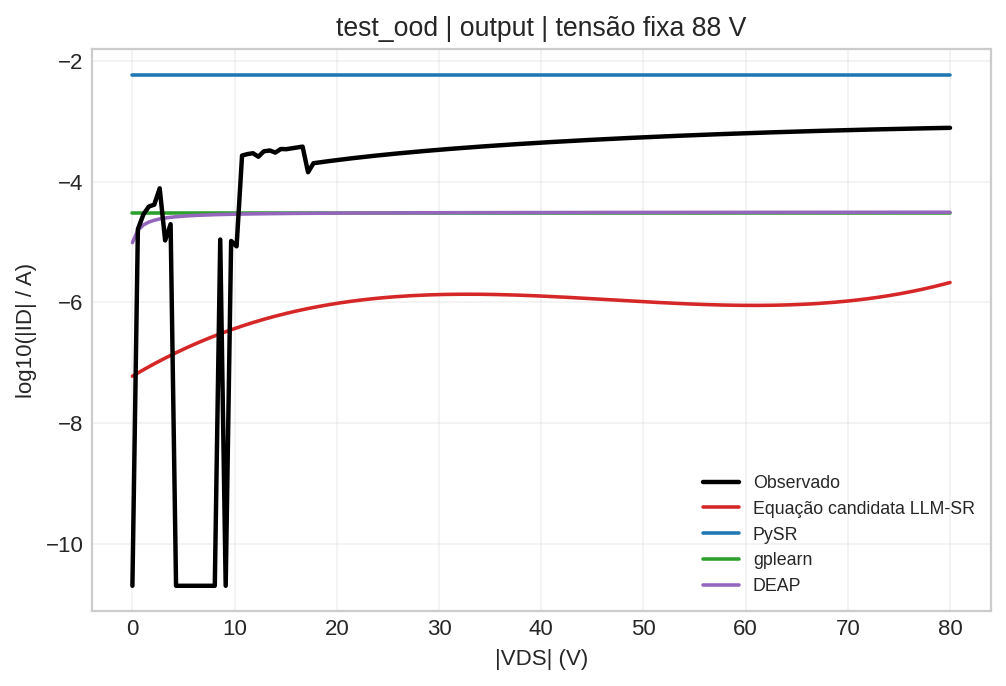 test_ood | output | tensão fixa 88 V
−2
−4
−6
−8
−10
log10(|ID| / A)
0 10 20 30 40 50 60 70 80
|VDS| (V)
Observado
Equação candidata LLM-SR
PySR
gplearn
DEAP